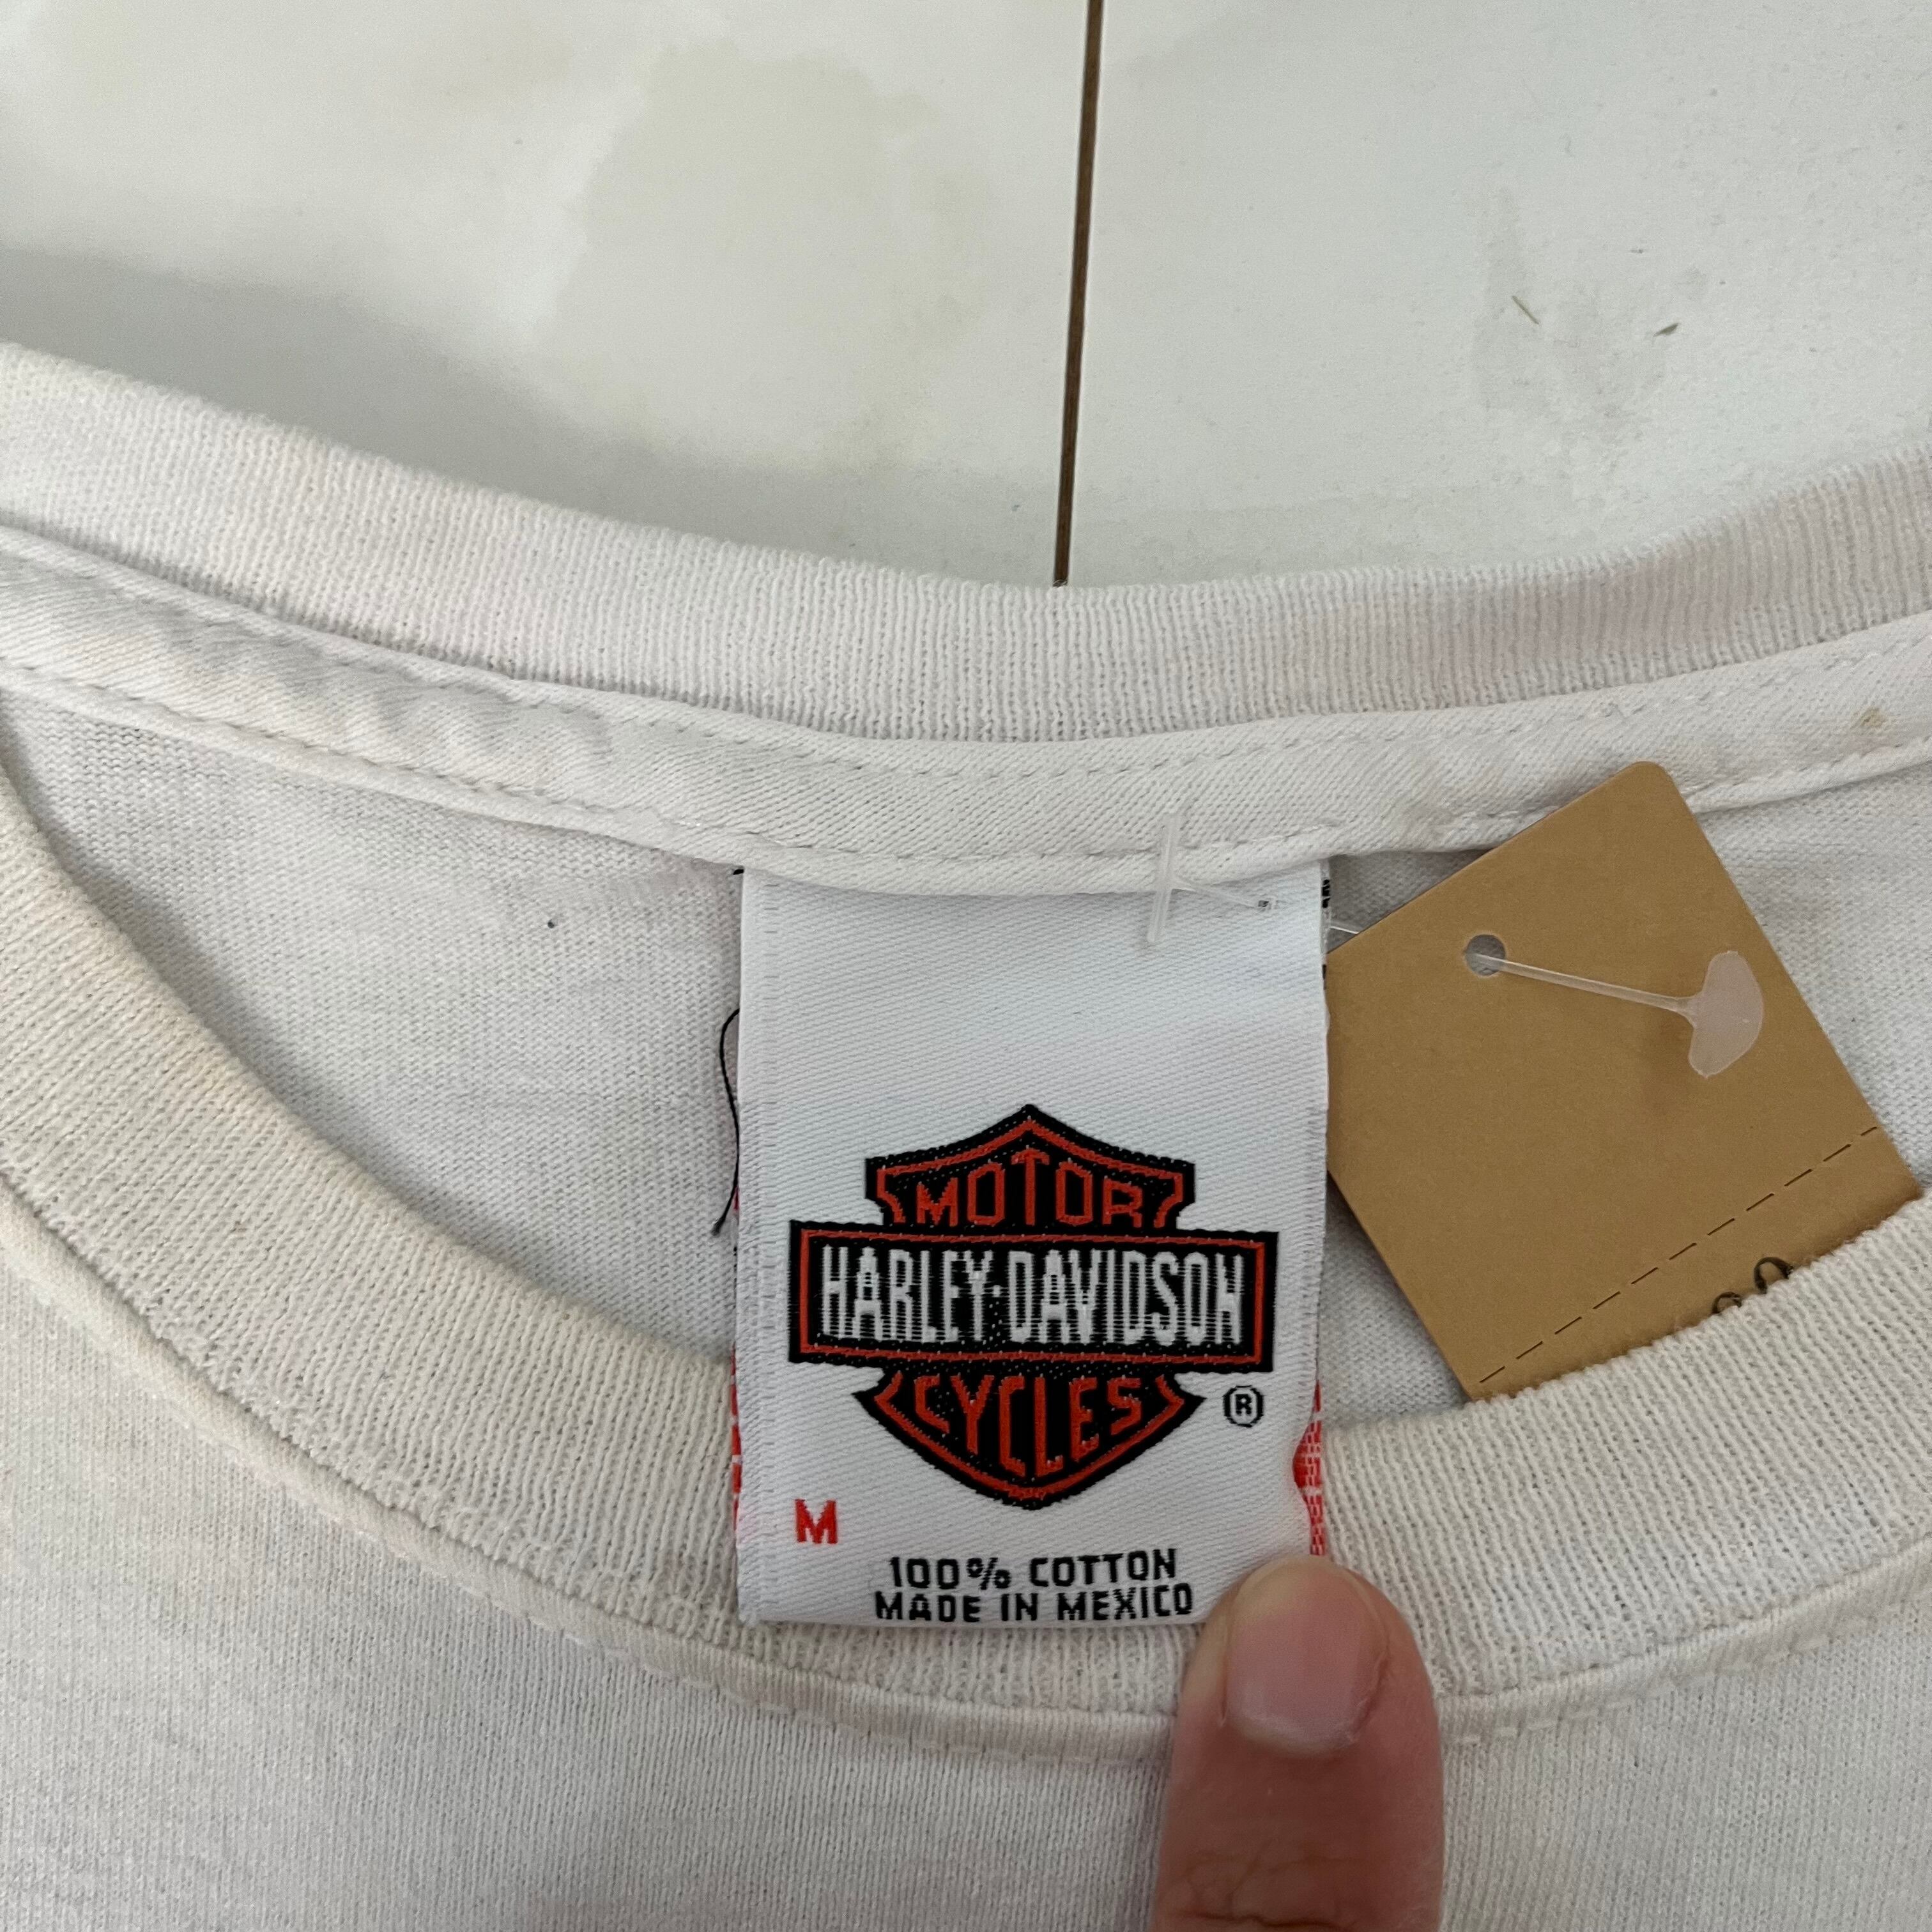 MOTOR
HARLEY-DAVIDSON
CYCLES
®
M
100% COTTON
MADE IN MEXICO